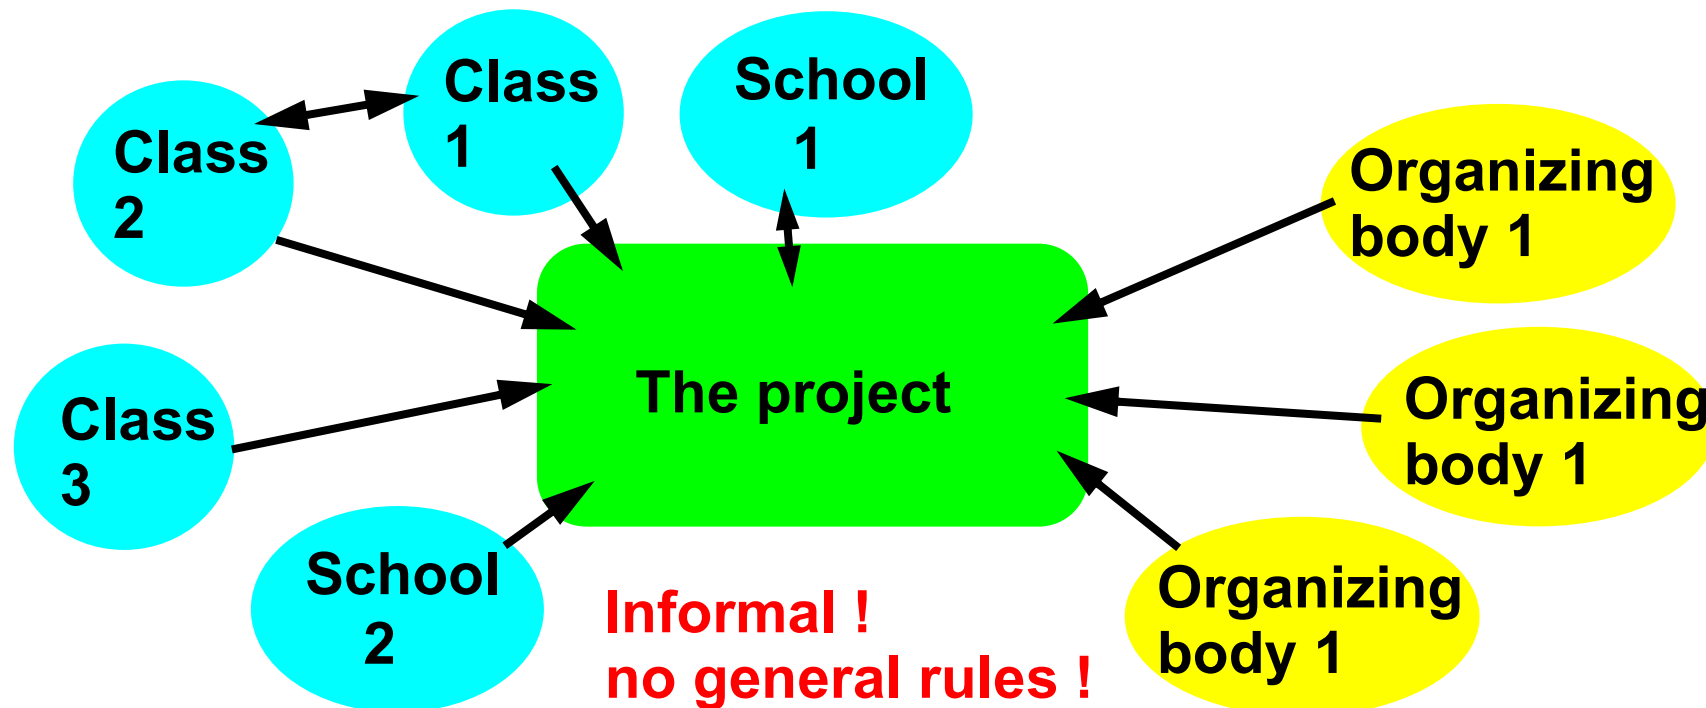 Class
1
School
1
Class
2
Organizing
body 1
The project
Class
3
Organizing
body 1
School
2
Organizing
body 1
Informal !
no general rules !